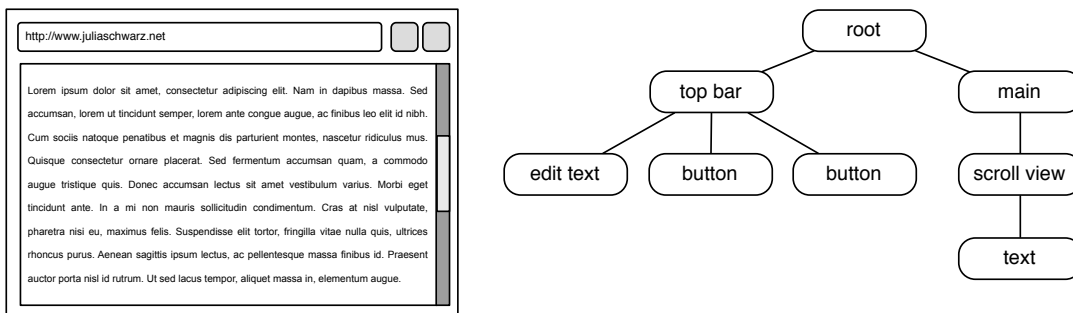 http://www.juliaschwarz.net
Lorem ipsum dolor sit amet, consectetur adipiscing elit. Nam in dapibus massa. Sed
accumsan, lorem ut tincidunt semper, lorem ante congue augue, ac finibus leo elit id nibh.
Cum sociis natoque penatibus et magnis dis parturient montes, nascetur ridiculus mus.
Quisque consectetur ornare placerat. Sed fermentum accumsan quam, a commodo
augue tristique quis. Donec accumsan lectus sit amet vestibulum varius. Morbi eget
tincidunt ante. In a mi non mauris sollicitudin condimentum. Cras at nisl vulputate,
pharetra nisi eu, maximus felis. Suspendisse elit tortor, fringilla vitae nulla quis, ultrices
rhoncus purus. Aenean sagittis ipsum lectus, ac pellentesque massa finibus id. Praesent
auctor porta nisl id rutrum. Ut sed lacus tempor, aliquet massa in, elementum augue.
root
top bar
main
edit text
button
button
scroll view
text